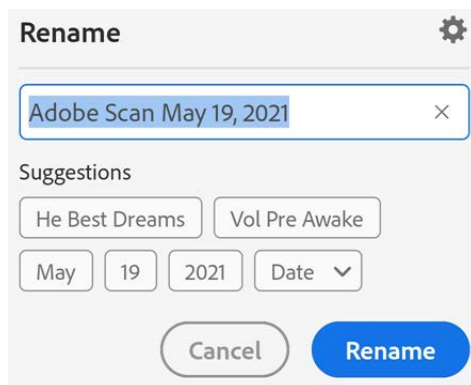 Rename
Adobe Scan May 19, 2021
Suggestions
He Best Dreams Vol Pre Awake
May 19 2021 Date
Cancel Rename